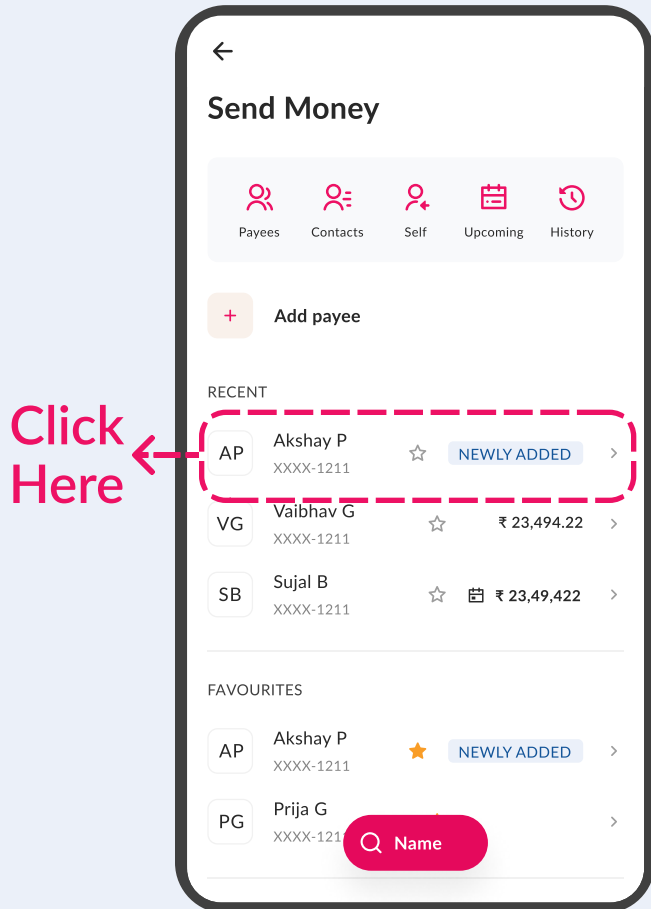 Send Money
Payees Contacts Self Upcoming History
+ Add payee
RECENT
Click
Here
AP Akshay P NEWLY ADDED
XXXX-1211
VG Vaibhav G ₹ 23,494.22
XXXX-1211
SB Sujal B ₹ 23,49,422
XXXX-1211
FAVOURITES
AP Akshay P NEWLY ADDED
XXXX-1211
PG Prija G
XXXX-121
Name